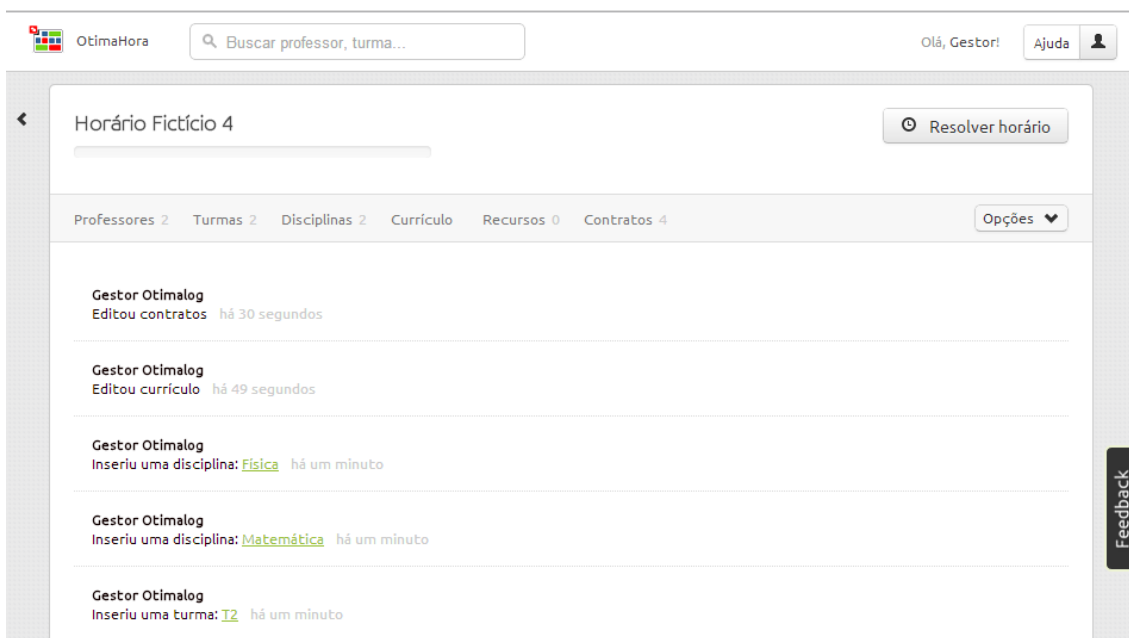 OtimaHora
Buscar professor, turma...
Olá, Gestor!
Ajuda
Horário Fictício 4
Resolver horário
Professores 2 Turmas 2 Disciplinas 2 Currículo Recursos 0 Contratos 4
Opções
Gestor Otimalog
Editou contratos há 30 segundos
Gestor Otimalog
Editou currículo há 49 segundos
Gestor Otimalog
Inseriu uma disciplina: Física há um minuto
Gestor Otimalog
Inseriu uma disciplina: Matemática há um minuto
Gestor Otimalog
Inseriu uma turma: T2 há um minuto
Feedback